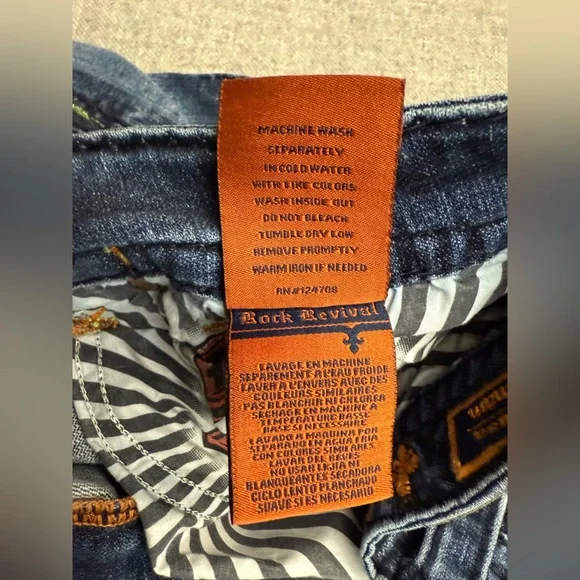 MACHINE WASH
SEPARATELY
IN COLD WATER
WITH LIKE COLORS
WASH INSIDE OUT
DO NOT BLEACH
TUMBLE DRY LOW
REMOVE PROMPTLY
WARM IRON IF NEEDED
RN#124708
Rock Revival
LAVAGE EN MACHINE
SEPAREMENT A L'EAU FROIDE
LAVER A L'ENVERS AVEC DES
COULEURS SIMILAIRES
PAS BLANCHIR NI CALORER
SECHAGE EN MACHINE A
TEMPERATURE BASSE
BASE SI NECESSAIRE
LAVADO A MAQUINA POR
SEPARADO EN AGUA FRIA
CON COLORES SIMILARES
LAVAR DEL REVES
NO USAR LEJIA NI
BLANQUEANTES SECADORA
CICLO LENTO PLANCHADO
SUAVE SI ES NECESARIO